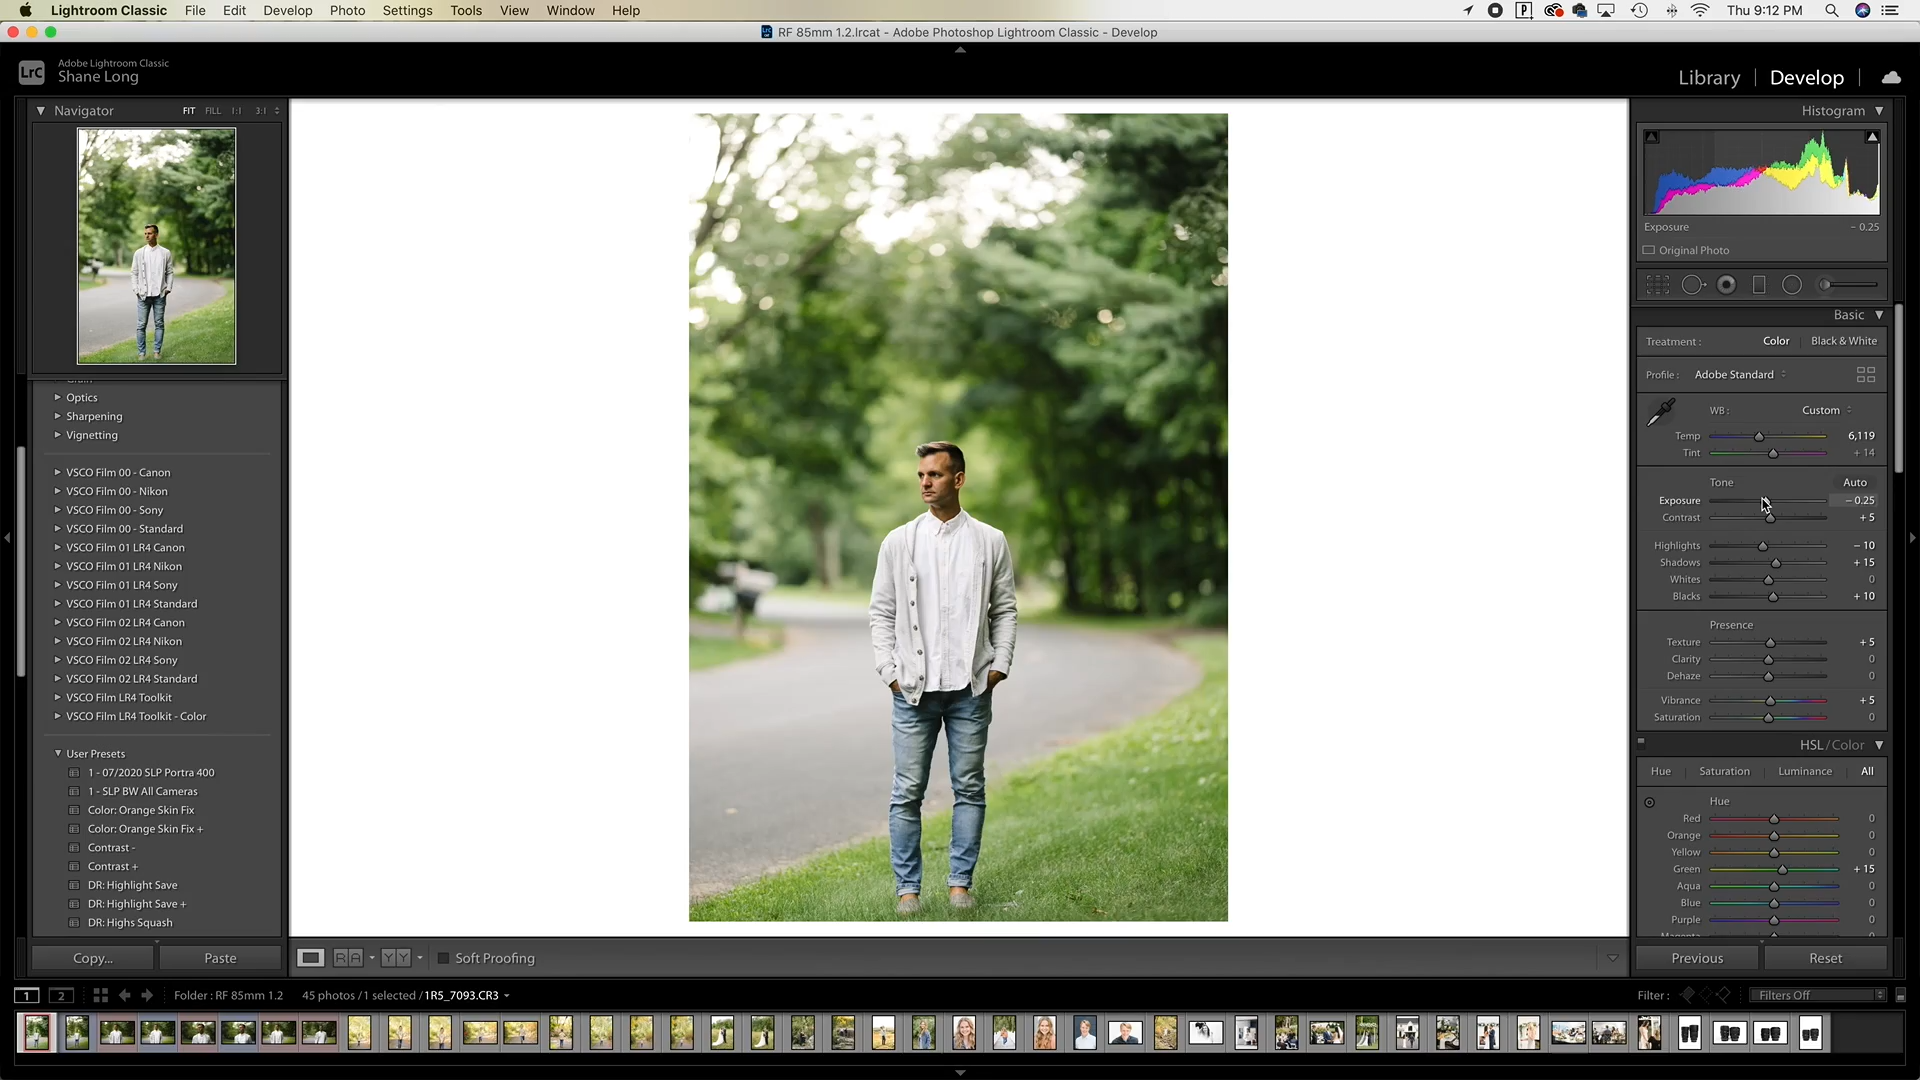 Lightroom Classic File Edit Develop Photo Settings Tools View Window Help Thu 9:12 PM
RF 85mm 1.2.lrcat - Adobe Photoshop Lightroom Classic - Develop
LrC
Adobe Lightroom Classic
Shane Long
Library | Develop
Navigator FIT FILL 1:1 3:1
Grain
Optics
Sharpening
Vignetting
VSCO Film 00 - Canon
VSCO Film 00 - Nikon
VSCO Film 00 - Sony
VSCO Film 00 - Standard
VSCO Film 01 LR4 Canon
VSCO Film 01 LR4 Nikon
VSCO Film 01 LR4 Sony
VSCO Film 01 LR4 Standard
VSCO Film 02 LR4 Canon
VSCO Film 02 LR4 Nikon
VSCO Film 02 LR4 Sony
VSCO Film 02 LR4 Standard
VSCO Film LR4 Toolkit
VSCO Film LR4 Toolkit - Color
User Presets
1 - 07/2020 SLP Portra 400
1 - SLP BW All Cameras
Color: Orange Skin Fix
Color: Orange Skin Fix +
Contrast -
Contrast +
DR: Highlight Save
DR: Highlight Save +
DR: Highs Squash
Copy... Paste
R A Y Y Soft Proofing
Histogram
Exposure - 0.25
Original Photo
Basic
Treatment : Color Black & White
Profile : Adobe Standard
WB : Custom
Temp 6,119
Tint + 14
Tone Auto
Exposure - 0.25
Contrast + 5
Highlights - 10
Shadows + 15
Whites 0
Blacks + 10
Presence
Texture + 5
Clarity 0
Dehaze 0
Vibrance + 5
Saturation 0
HSL / Color
Hue Saturation Luminance All
Hue
Red 0
Orange 0
Yellow 0
Green + 15
Aqua 0
Blue 0
Purple 0
Magenta
Previous Reset
1 2 Folder : RF 85mm 1.2 45 photos / 1 selected / 1R5_7093.CR3 Filter : Filters Off